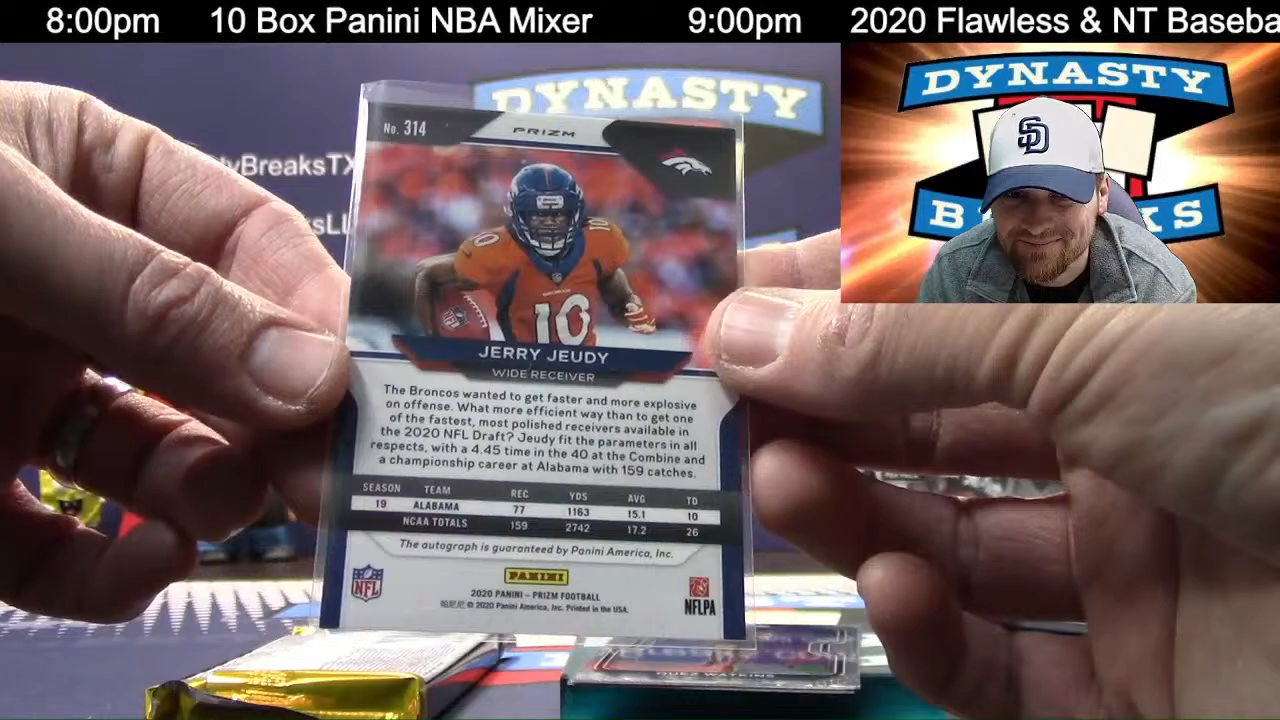 8:00pm 10 Box Panini NBA Mixer 9:00pm 2020 Flawless & NT Baseba
DYNASTY
SD
DYNASTY
yBreaksTX
No. 314
PRIZM
10
10
10
JERRY JEUDY
WIDE RECEIVER
The Broncos wanted to get faster and more explosive
on offense. What more efficient way than to get one
of the fastest, most polished receivers available in
the 2020 NFL Draft? Jeudy fit the parameters in all
respects, with a 4.45 time in the 40 at the Combine and
a championship career at Alabama with 159 catches.
SEASON TEAM REC YDS AVG TD
19 ALABAMA 77 1163 15.1 10
NCAA TOTALS 159 2742 17.2 26
The autograph is guaranteed by Panini America, Inc.
PANINI
NFL
2020 PANINI – PRIZM FOOTBALL
© 2020 Panini America, Inc. Printed in the USA.
NFLPA
QUEZ WATKINS